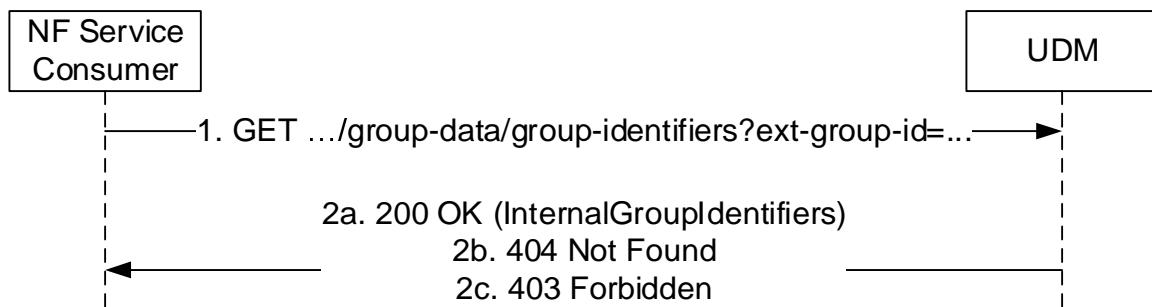 NF Service
Consumer
UDM
1. GET …/group-data/group-identifiers?ext-group-id=...
2a. 200 OK (InternalGroupIdentifiers)
2b. 404 Not Found
2c. 403 Forbidden